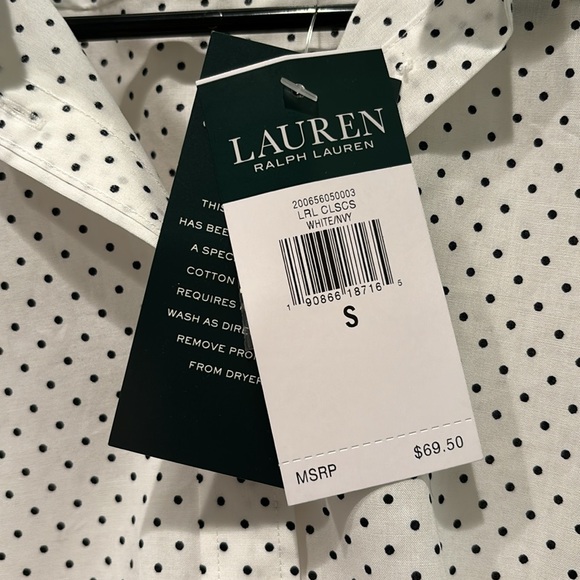 LAUREN
RALPH LAUREN
200656050003
LRL CLSCS
WHITE/NVY
1 90866 18716 5
S
MSRP $69.50
THIS
HAS BEE
A SPEC
COTTON
REQUIRES
WASH AS DIRE
REMOVE PRO
FROM DRYER